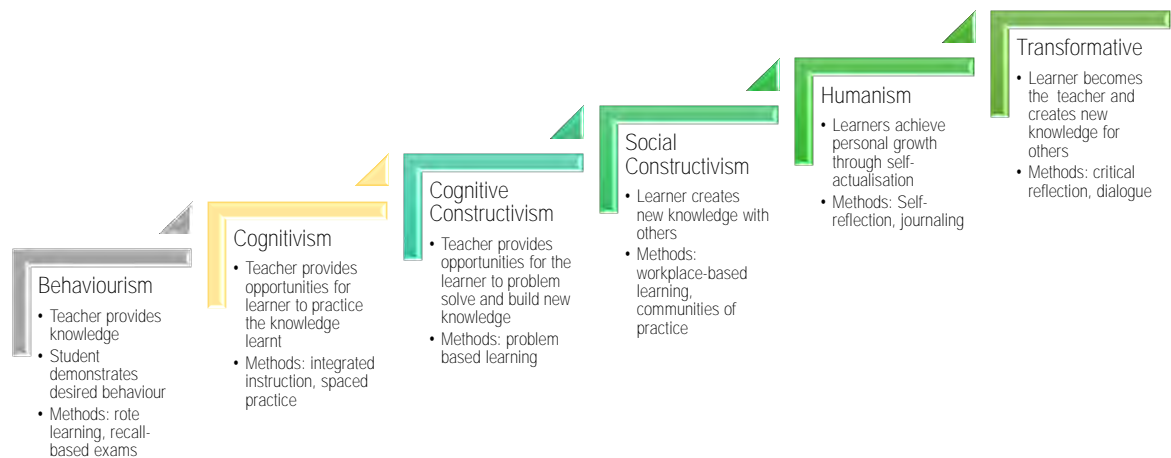 Behaviourism
• Teacher provides
knowledge
• Student
demonstrates
desired behaviour
• Methods: rote
learning, recall-
based exams
Cognitivism
• Teacher provides
opportunities for
learner to practice
the knowledge
learnt
• Methods: integrated
instruction, spaced
practice
Cognitive
Constructivism
• Teacher provides
opportunities for the
learner to problem
solve and build new
knowledge
• Methods: problem
based learning
Social
Constructivism
• Learner creates
new knowledge with
others
• Methods:
workplace-based
learning,
communities of
practice
Humanism
• Learners achieve
personal growth
through self-
actualisation
• Methods: Self-
reflection, journaling
Transformative
• Learner becomes
the teacher and
creates new
knowledge for
others
• Methods: critical
reflection, dialogue